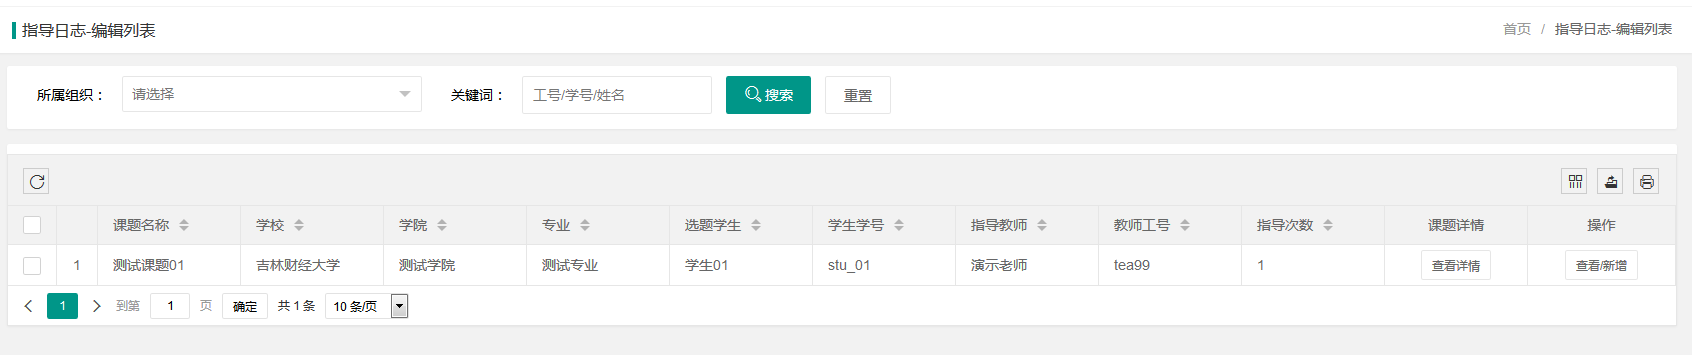 指导日志-编辑列表
首页 / 指导日志-编辑列表
所属组织： 请选择 关键词： 工号/学号/姓名 搜索 重置
课题名称 学校 学院 专业 选题学生 学生学号 指导教师 教师工号 指导次数 课题详情 操作
1 测试课题01 吉林财经大学 测试学院 测试专业 学生01 stu_01 演示老师 tea99 1 查看详情 查看/新增
1 到第 1 页 确定 共 1 条 10 条/页